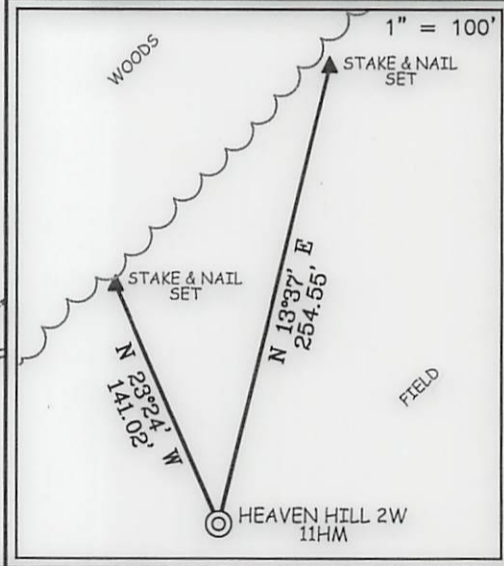 1" = 100'
WOODS
STAKE & NAIL
SET
STAKE & NAIL
SET
N 13°37' E
254.55'
N 23°24' W
141.02'
FIELD
HEAVEN HILL 2W
11HM